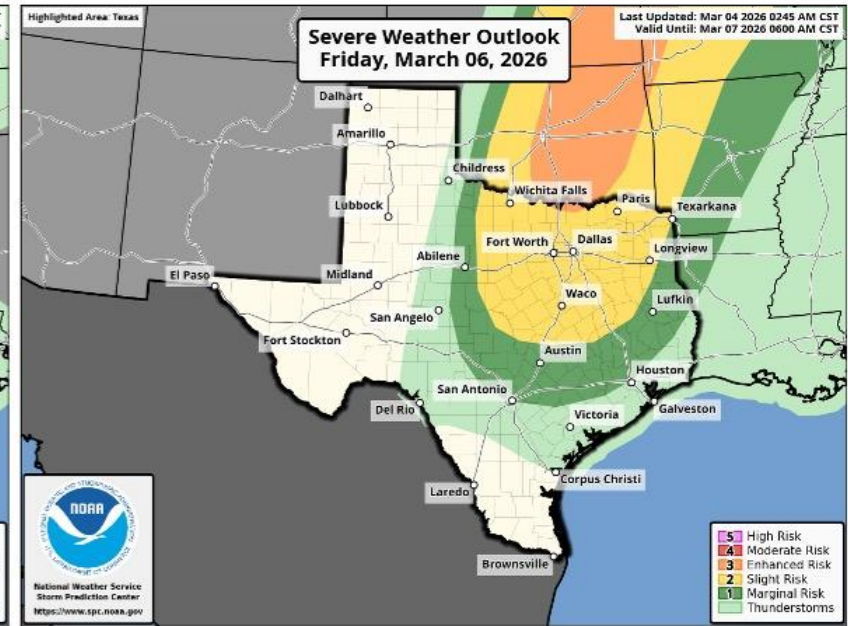 Highlighted Area: Texas
Severe Weather Outlook
Friday, March 06, 2026
Last Updated: Mar 04 2026 0245 AM CST
Valid Until: Mar 07 2026 0600 AM CST
Dalhart
Amarillo
Childress
Wichita Falls
Paris
Texarkana
Lubbock
Fort Worth
Dallas
Longview
Abilene
El Paso
Midland
Waco
Lufkin
San Angelo
Fort Stockton
Austin
Houston
San Antonio
Del Rio
Galveston
Victoria
Corpus Christi
Laredo
Brownsville
NOAA
National Weather Service
Storm Prediction Center
https://www.spc.noaa.gov
5 High Risk
4 Moderate Risk
3 Enhanced Risk
2 Slight Risk
1 Marginal Risk
Thunderstorms